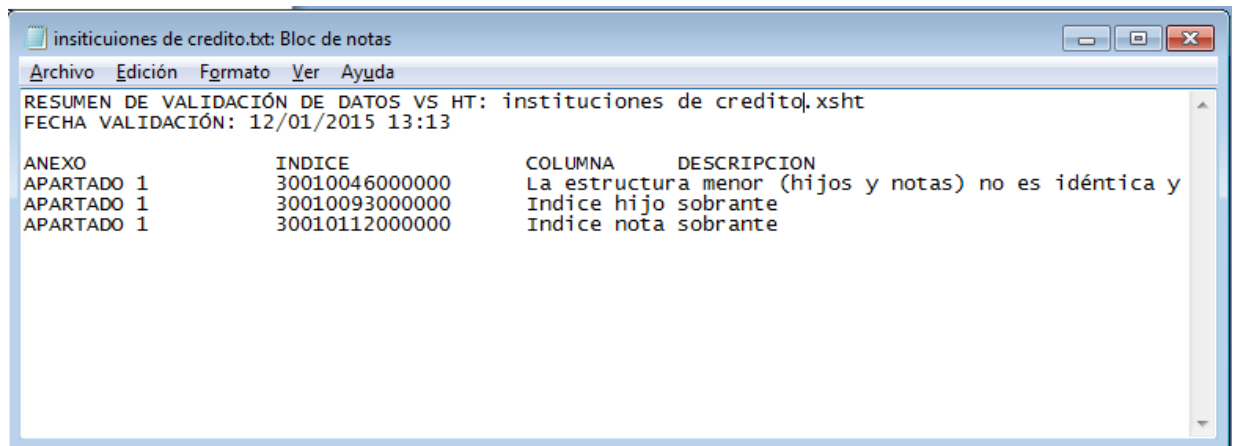 insiticuiones de credito.txt: Bloc de notas
Archivo Edición Formato Ver Ayuda
RESUMEN DE VALIDACIÓN DE DATOS VS HT: instituciones de credito.xsht
FECHA VALIDACIÓN: 12/01/2015 13:13
ANEXO INDICE COLUMNA DESCRIPCION
APARTADO 1 30010046000000 La estructura menor (hijos y notas) no es idéntica y
APARTADO 1 30010093000000 Indice hijo sobrante
APARTADO 1 30010112000000 Indice nota sobrante